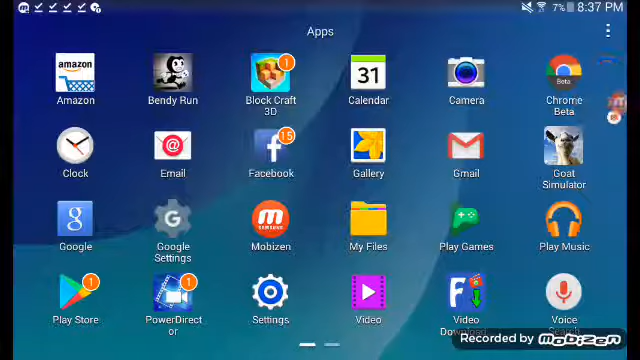 7% 8:37 PM
Apps
amazon
1
31
Beta
Amazon
Bendy Run
Block Craft
3D
Calendar
Camera
Chrome
Beta
15
Clock
Email
Facebook
Gallery
Gmail
Goat
Simulator
SAMSUNG
Google
Google
Settings
Mobizen
My Files
Play Games
Play Music
1
1
Play Store
PowerDirect
or
Settings
Video
Video
Voice
Recorded by mobizen